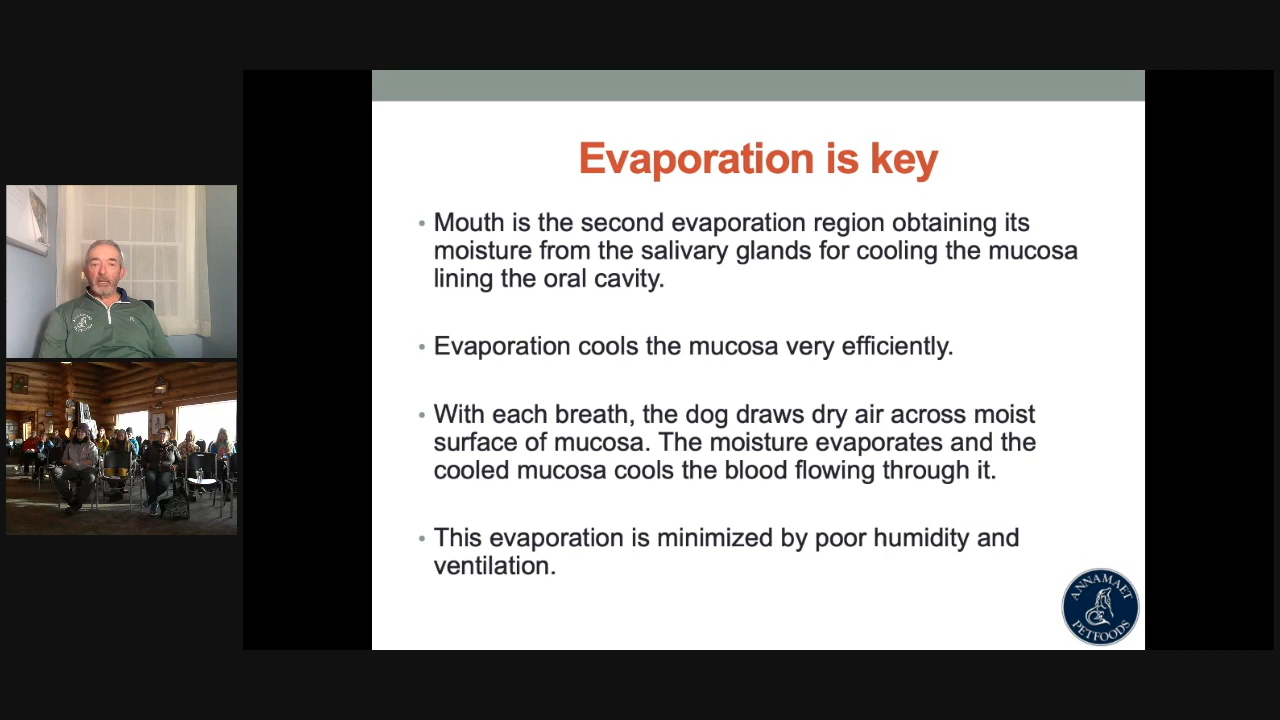 Evaporation is key
• Mouth is the second evaporation region obtaining its
moisture from the salivary glands for cooling the mucosa
lining the oral cavity.
• Evaporation cools the mucosa very efficiently.
• With each breath, the dog draws dry air across moist
surface of mucosa. The moisture evaporates and the
cooled mucosa cools the blood flowing through it.
• This evaporation is minimized by poor humidity and
ventilation.
ANNAMAET
PETFOODS